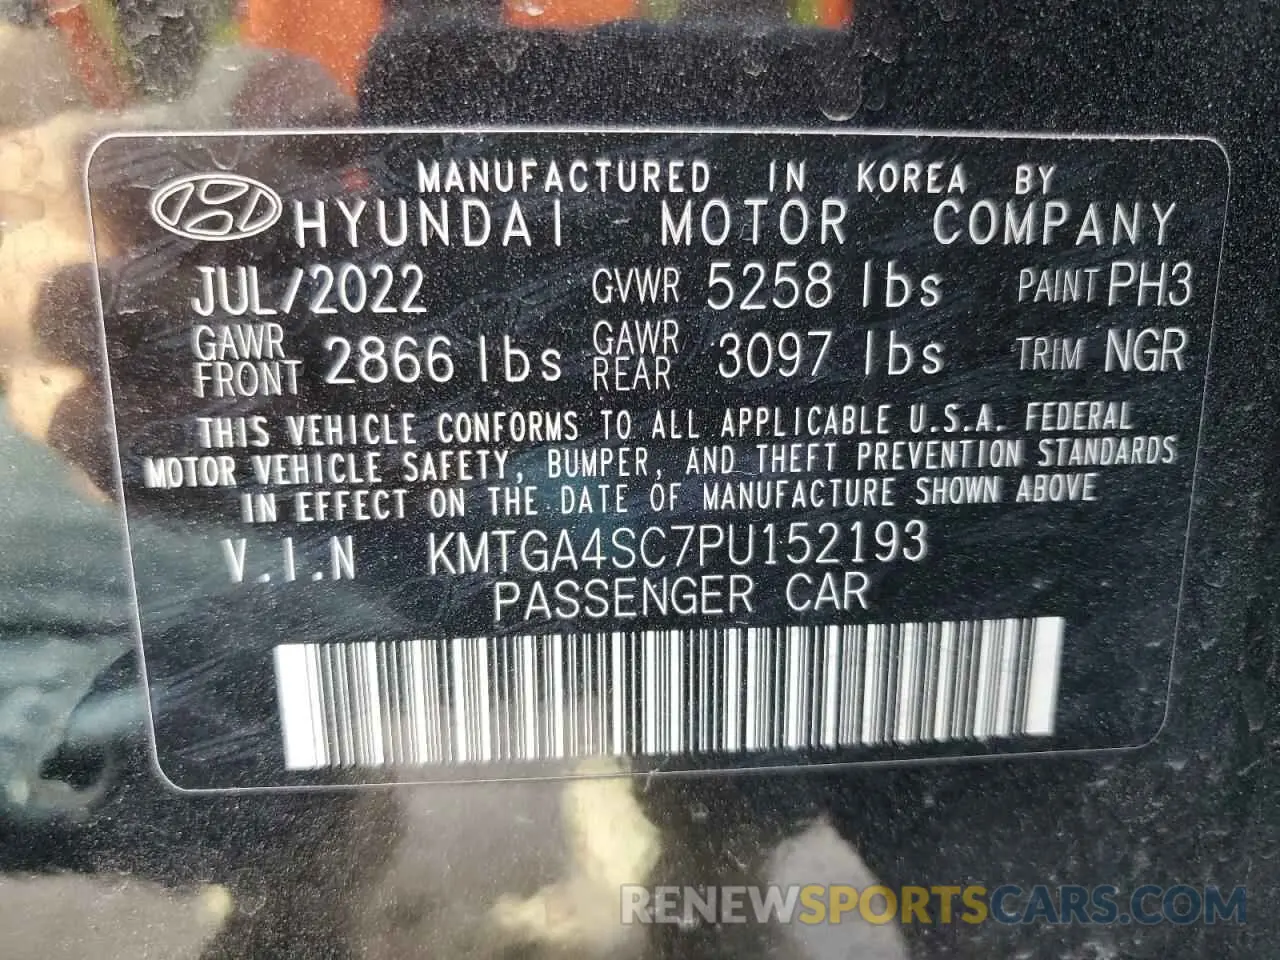 MANUFACTURED IN KOREA BY
HYUNDAI MOTOR COMPANY
JUL/2022 GVWR 5258 lbs PAINT PH3
GAWR FRONT 2866 lbs GAWR REAR 3097 lbs TRIM NGR
THIS VEHICLE CONFORMS TO ALL APPLICABLE U.S.A. FEDERAL
MOTOR VEHICLE SAFETY, BUMPER, AND THEFT PREVENTION STANDARDS
IN EFFECT ON THE DATE OF MANUFACTURE SHOWN ABOVE
V.I.N KMTGA4SC7PU152193
PASSENGER CAR
RENEWSPORTSCARS.COM